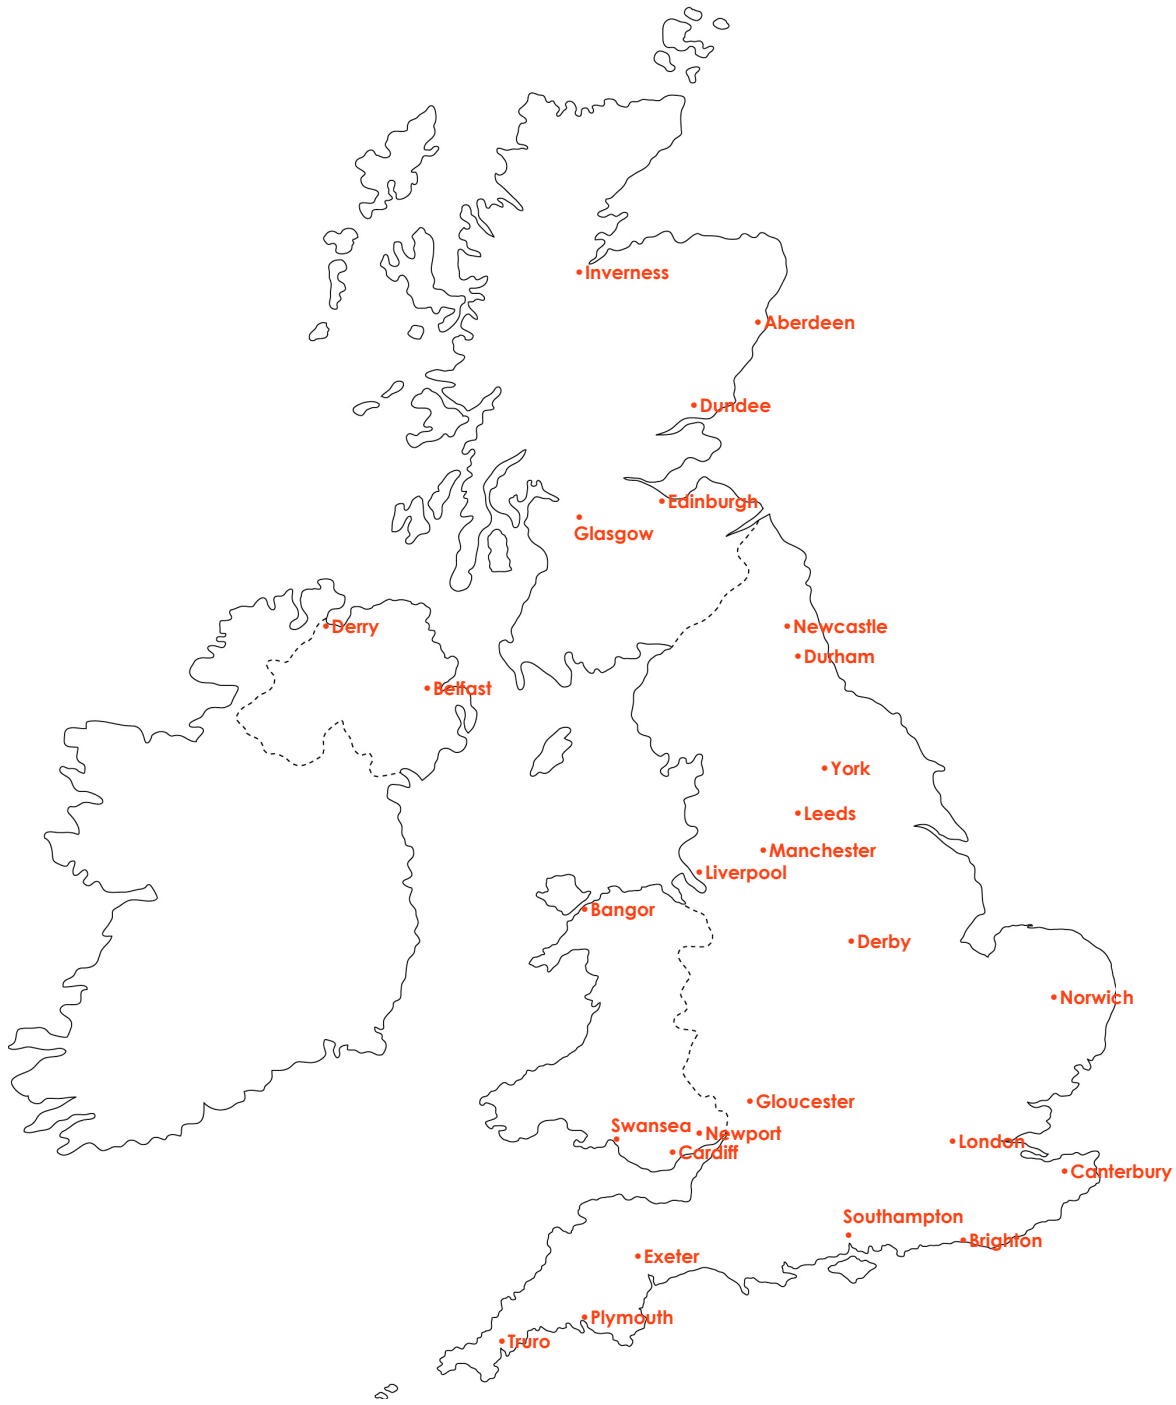 Inverness
Aberdeen
Dundee
Edinburgh
Glasgow
Derry
Newcastle
Durham
Belfast
York
Leeds
Manchester
Liverpool
Bangor
Derby
Norwich
Gloucester
Swansea
Newport
London
Cardiff
Canterbury
Southampton
Brighton
Exeter
Plymouth
Truro